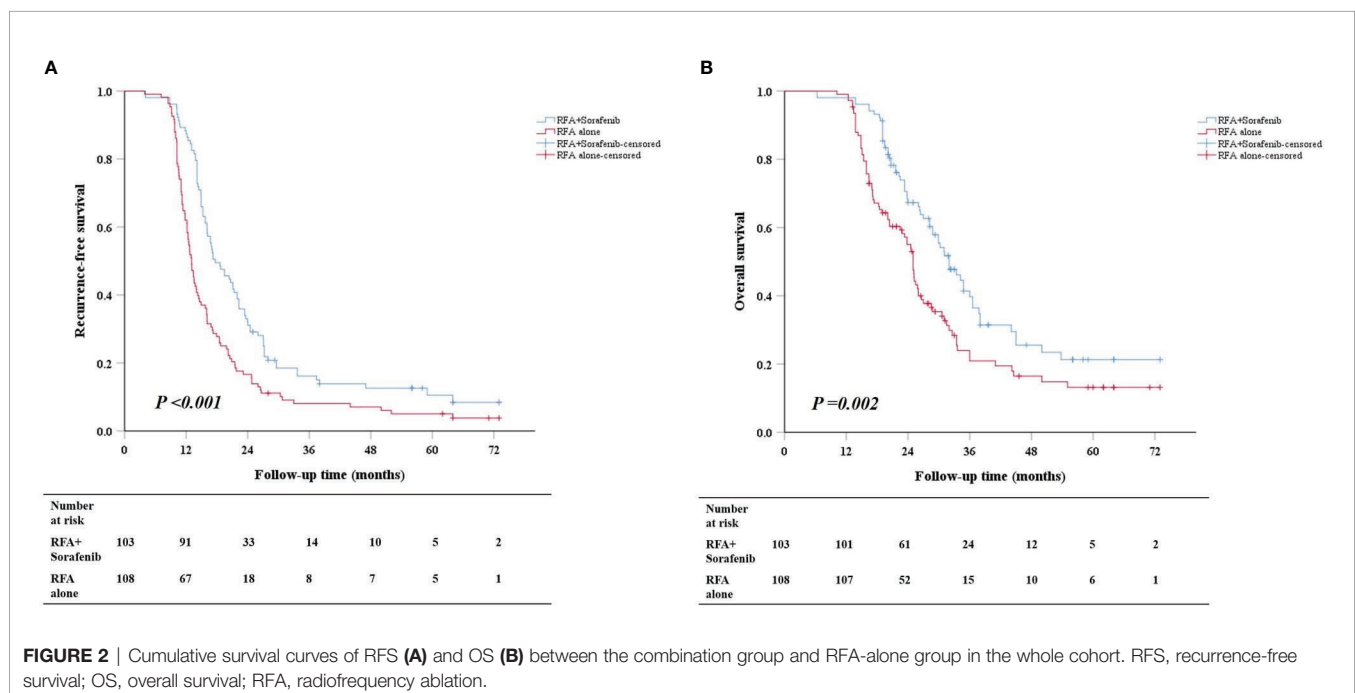 A
1.0
0.8
0.6
0.4
0.2
0.0
Recurrence-free survival
P <0.001
0 12 24 36 48 60 72
Follow-up time (months)
RFA+Sorafenib
RFA alone
RFA+Sorafenib-censored
RFA alone-censored
Number
at risk
RFA+
Sorafenib 103 91 33 14 10 5 2
RFA
alone 108 67 18 8 7 5 1
B
1.0
0.8
0.6
0.4
0.2
0.0
Overall survival
P =0.002
0 12 24 36 48 60 72
Follow-up time (months)
RFA+Sorafenib
RFA alone
RFA+Sorafenib-censored
RFA alone-censored
Number
at risk
RFA+
Sorafenib 103 101 61 24 12 5 2
RFA
alone 108 107 52 15 10 6 1
FIGURE 2 | Cumulative survival curves of RFS (A) and OS (B) between the combination group and RFA-alone group in the whole cohort. RFS, recurrence-free
survival; OS, overall survival; RFA, radiofrequency ablation.